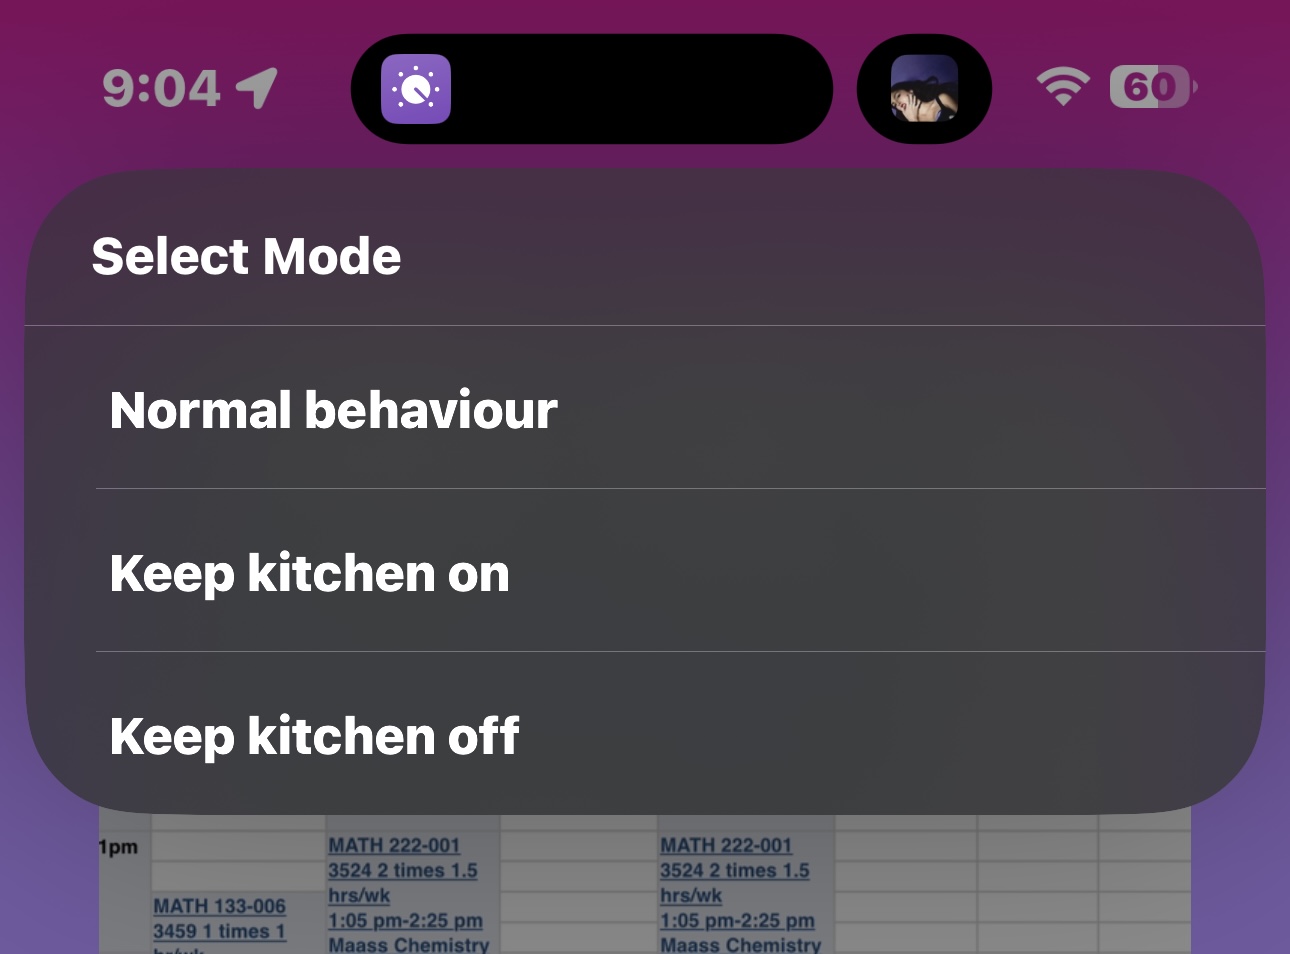 9:04
60
Select Mode
Normal behaviour
Keep kitchen on
Keep kitchen off
1pm
MATH 133-006
3459 1 times 1
MATH 222-001
3524 2 times 1.5
hrs/wk
1:05 pm-2:25 pm
Maass Chemistry
MATH 222-001
3524 2 times 1.5
hrs/wk
1:05 pm-2:25 pm
Maass Chemistry